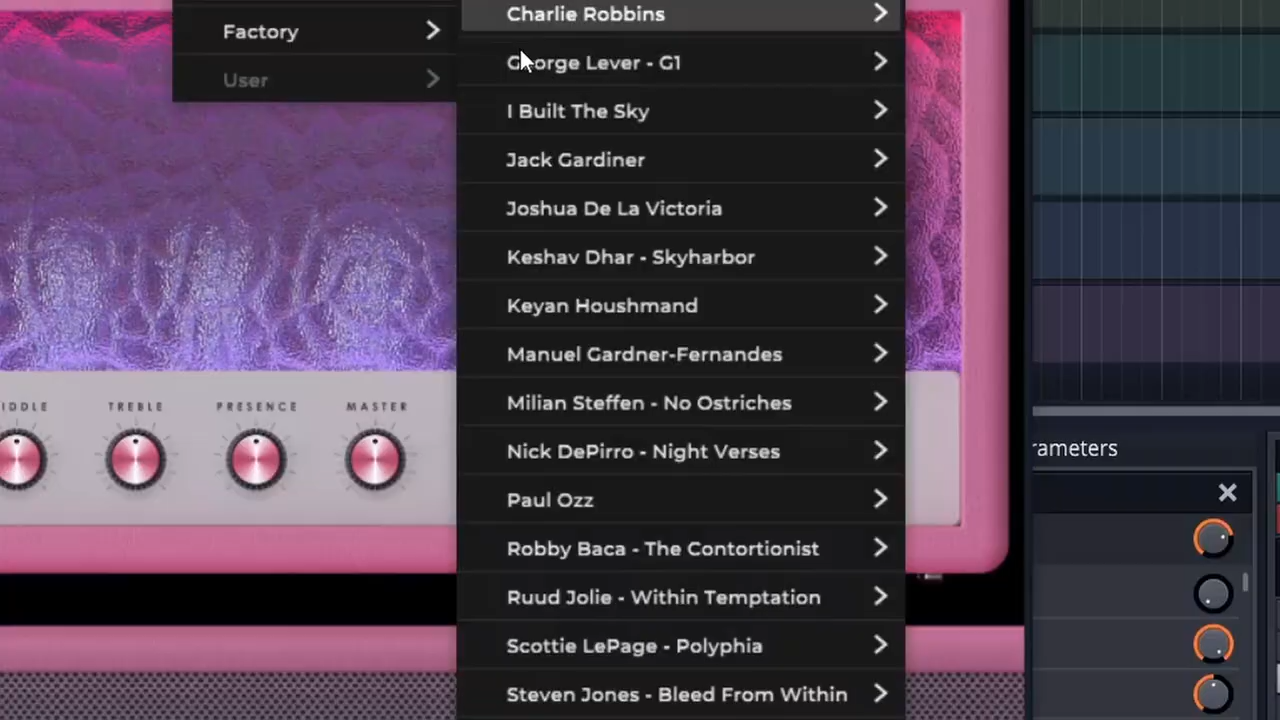 Factory
User
Charlie Robbins
George Lever - G1
I Built The Sky
Jack Gardiner
Joshua De La Victoria
Keshav Dhar - Skyharbor
Keyan Houshmand
Manuel Gardner-Fernandes
Milian Steffen - No Ostriches
Nick DePirro - Night Verses
Paul Ozz
Robby Baca - The Contortionist
Ruud Jolie - Within Temptation
Scottie LePage - Polyphia
Steven Jones - Bleed From Within
IDDLE TREBLE PRESENCE MASTER
rameters